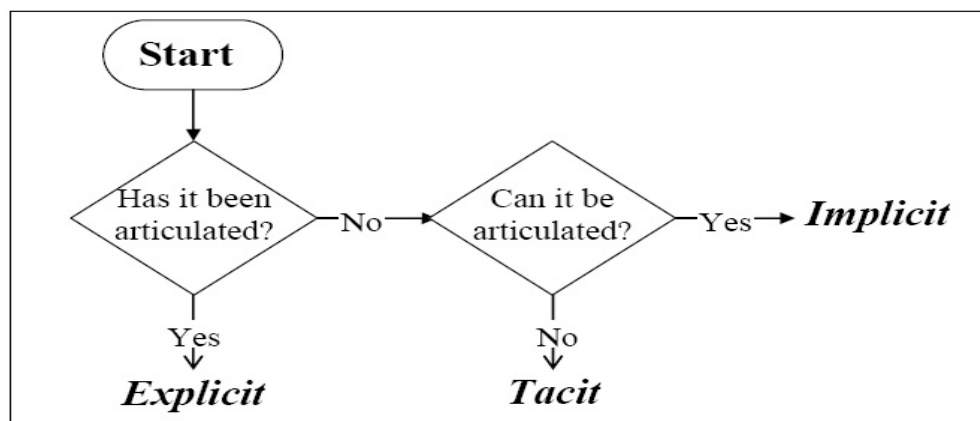 Start
Has it been
articulated?
No
Can it be
articulated?
Yes
Implicit
Yes
Explicit
No
Tacit